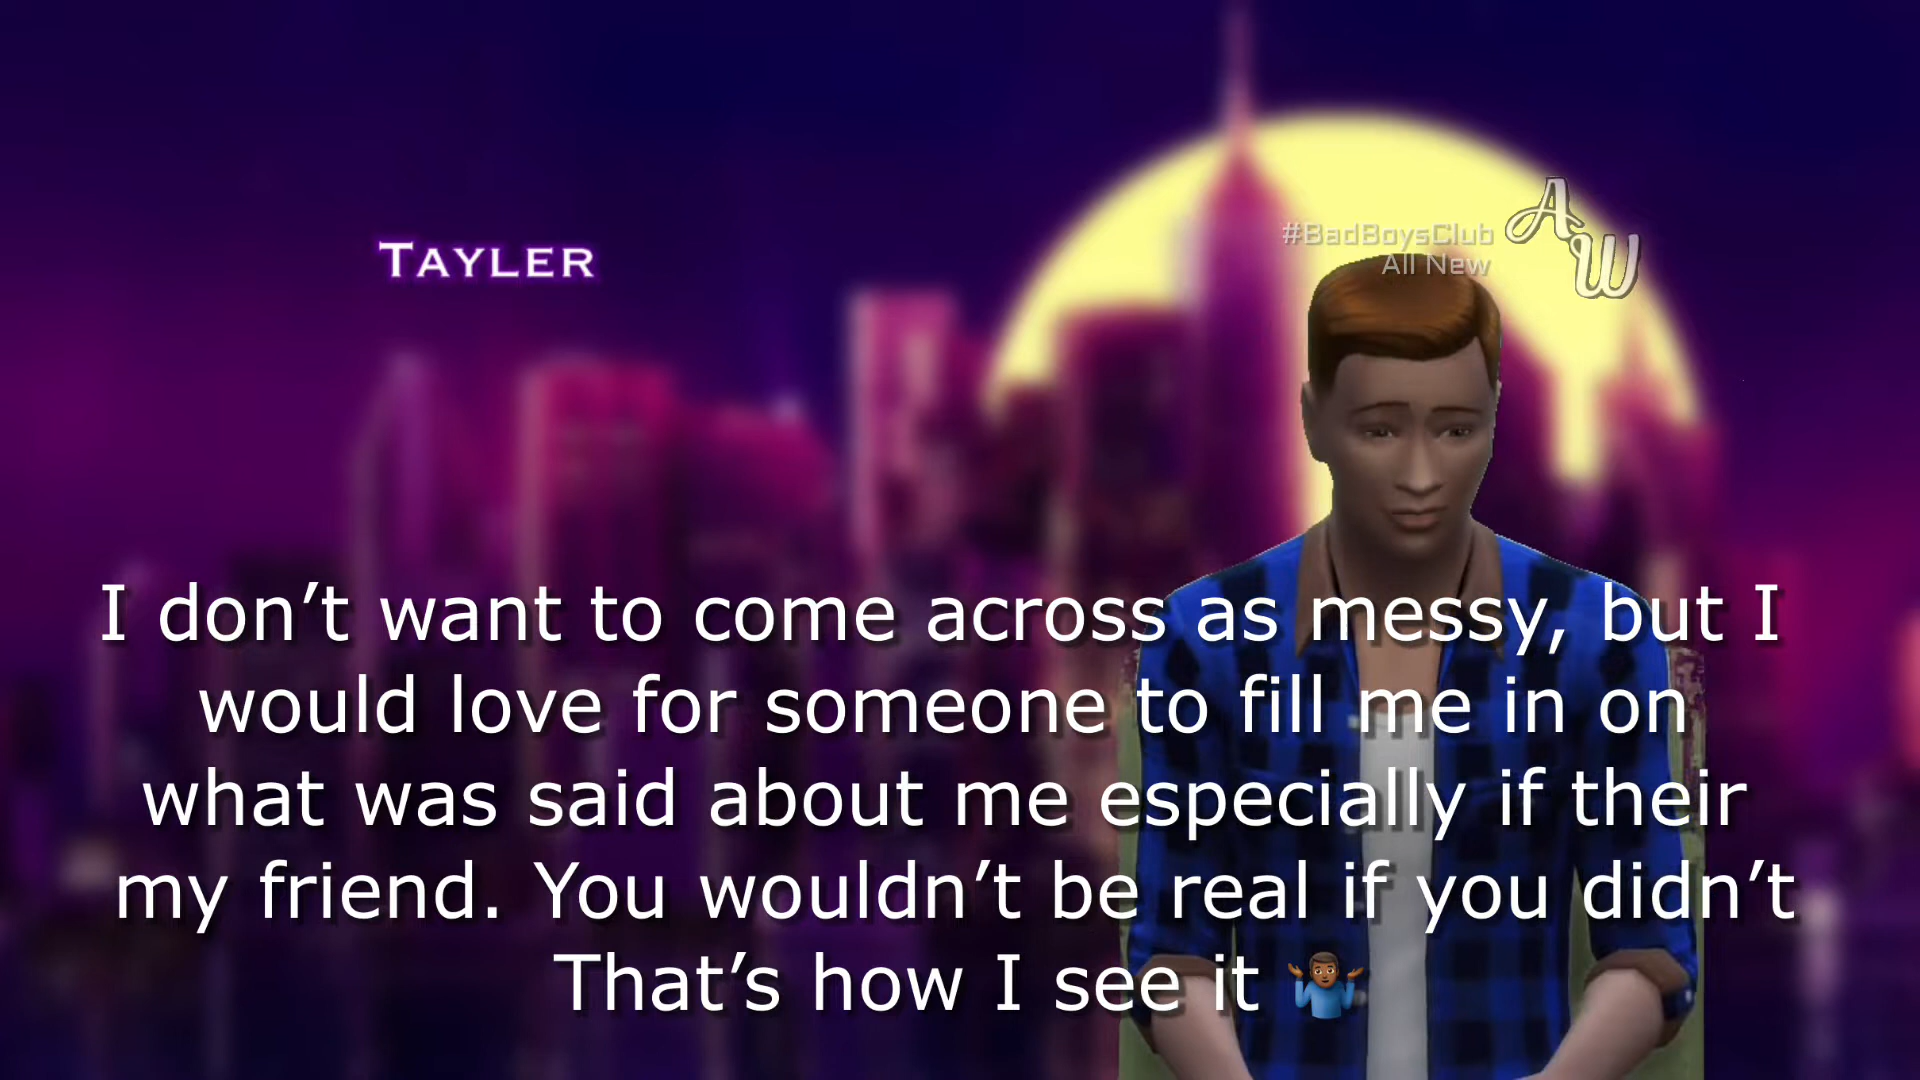 TAYLER
#BadBoysClub
All New
AW
I don’t want to come across as messy, but I
would love for someone to fill me in on
what was said about me especially if their
my friend. You wouldn’t be real if you didn’t
That’s how I see it 🤷🏾‍♂️